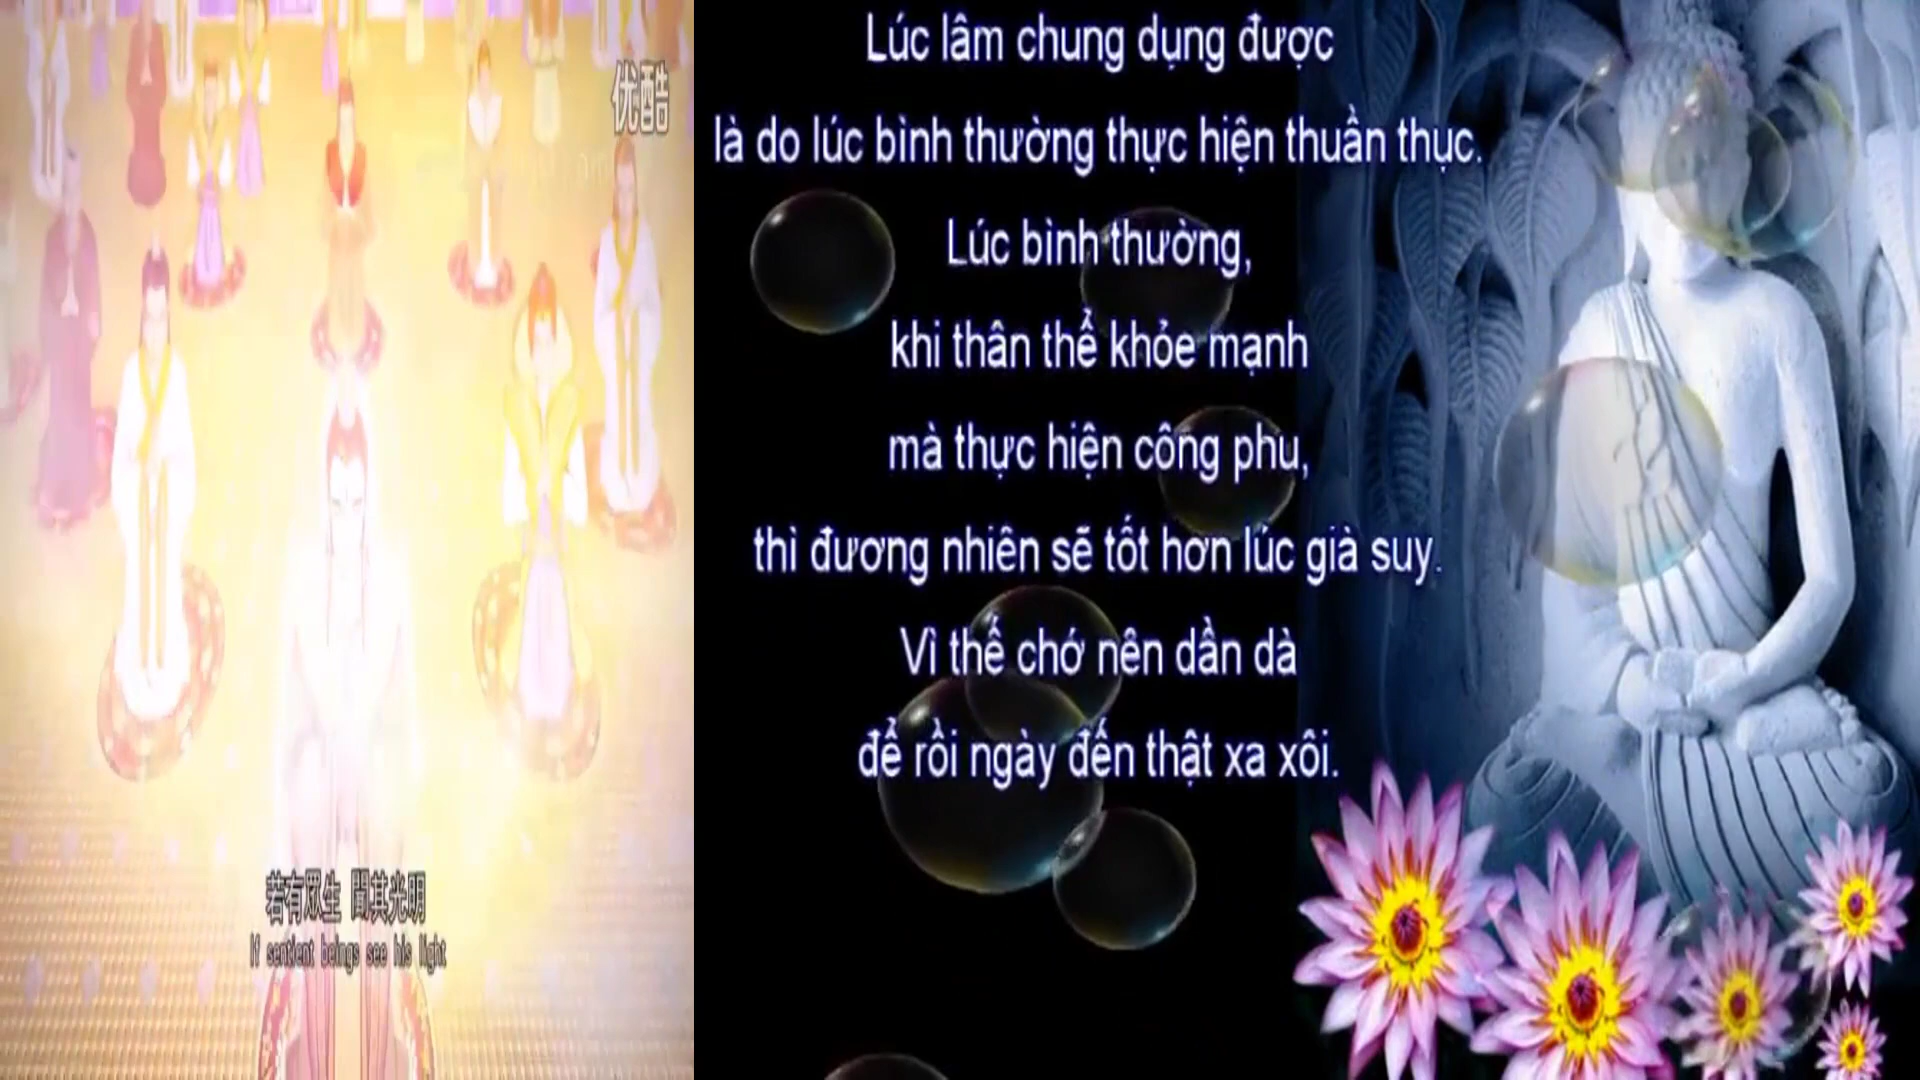 优酷
若有眾生 聞其光明
If sentient beings see his light
Lúc lâm chung dụng được
là do lúc bình thường thực hiện thuần thục.
Lúc bình thường,
khi thân thể khỏe mạnh
mà thực hiện công phu,
thì đương nhiên sẽ tốt hơn lúc già suy.
Vì thế chớ nên dần dà
để rồi ngày đến thật xa xôi.